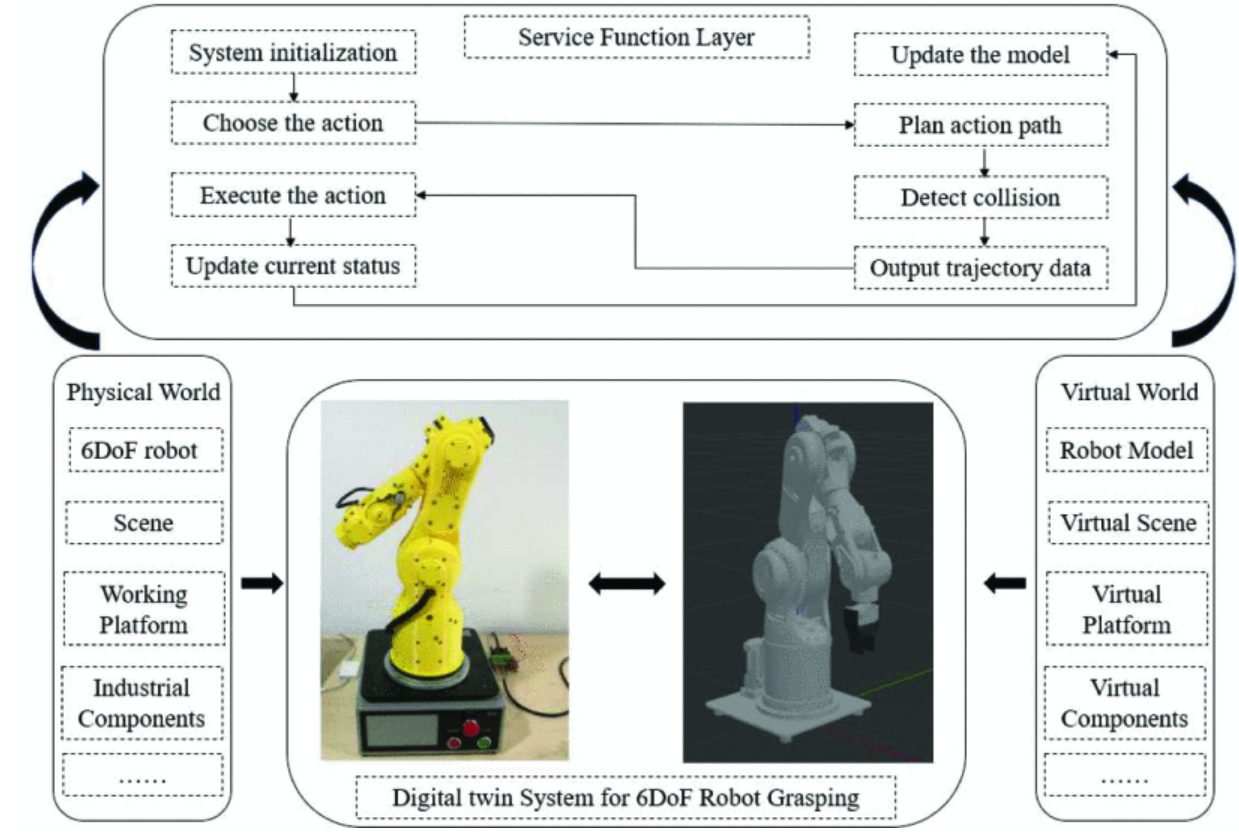 Service Function Layer
System initialization
Choose the action
Execute the action
Update current status
Update the model
Plan action path
Detect collision
Output trajectory data
Physical World
6DoF robot
Scene
Working
Platform
Industrial
Components
……
Digital twin System for 6DoF Robot Grasping
Virtual World
Robot Model
Virtual Scene
Virtual
Platform
Virtual
Components
……